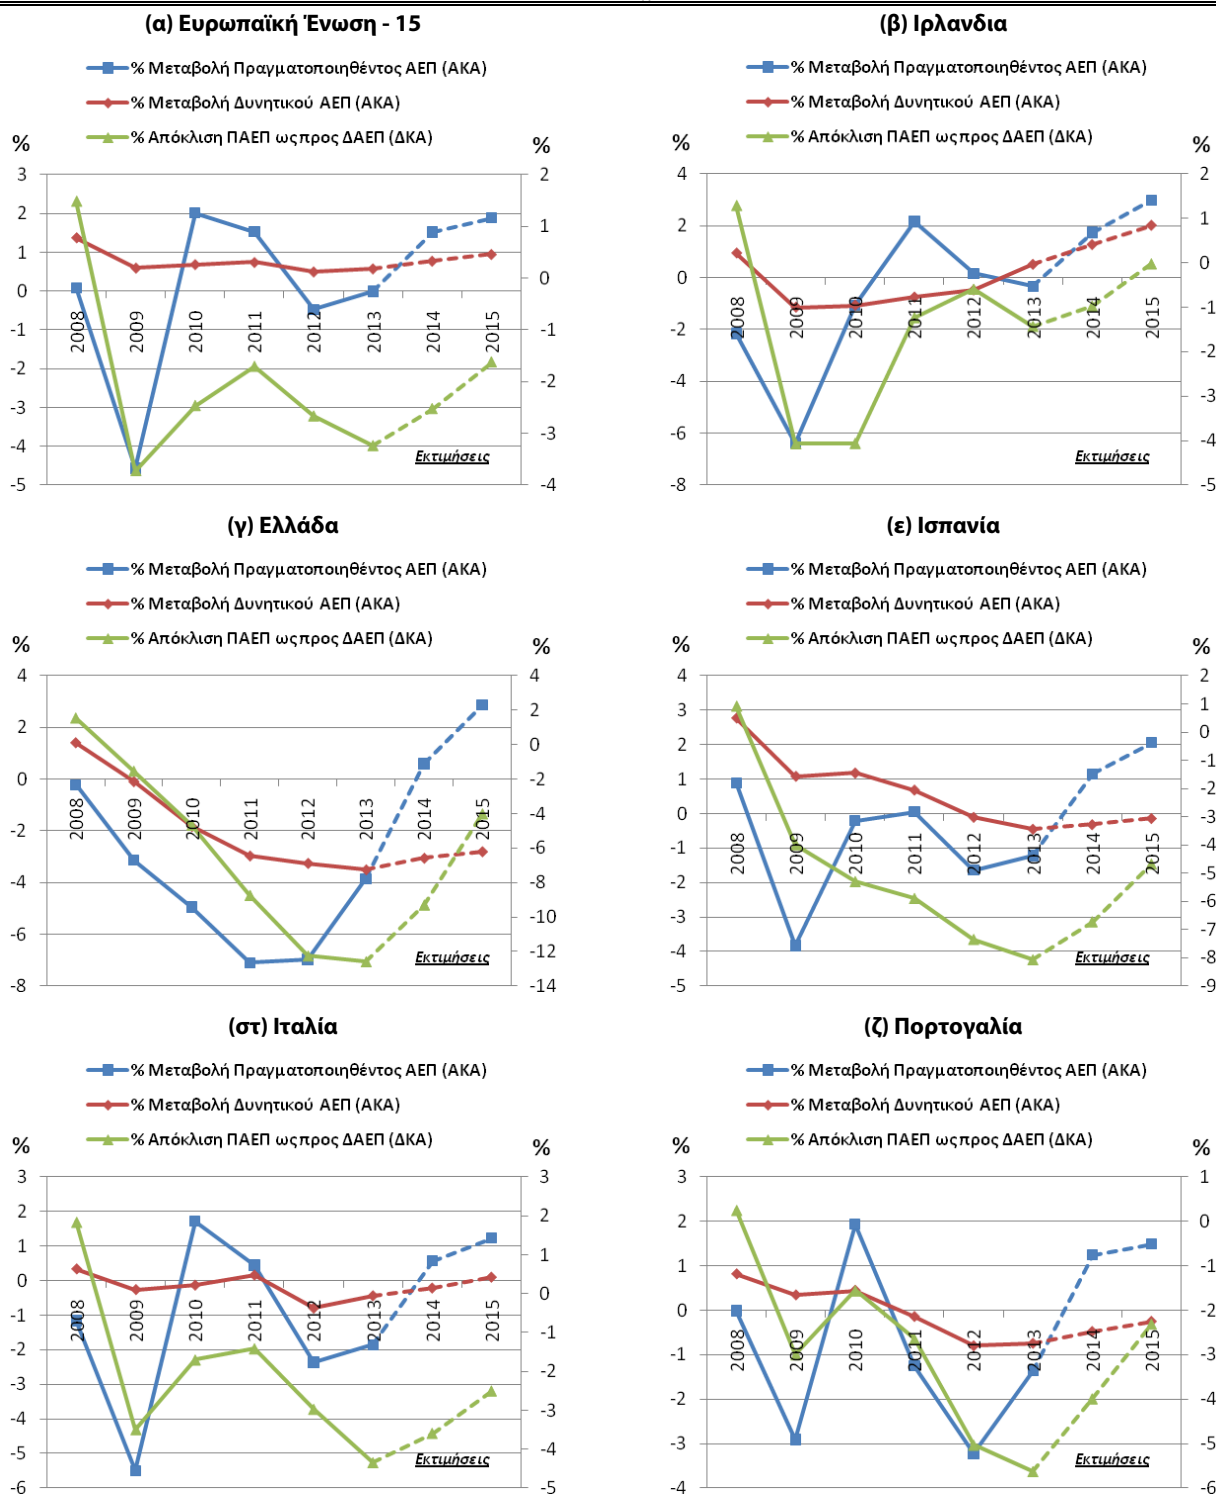 (α) Ευρωπαϊκή Ένωση - 15
% Μεταβολή Πραγματοποιηθέντος ΑΕΠ (ΑΚΑ)
% Μεταβολή Δυνητικού ΑΕΠ (ΑΚΑ)
% Απόκλιση ΠΑΕΠ ως προς ΔΑΕΠ (ΔΚΑ)
% %
3 2
2 1
1 0
0 -1
-1 -2
-2 -3
-3 -4
-4
-5
2008 2009 2010 2011 2012 2013 2014 2015
Εκτιμήσεις
(β) Ιρλανδια
% Μεταβολή Πραγματοποιηθέντος ΑΕΠ (ΑΚΑ)
% Μεταβολή Δυνητικού ΑΕΠ (ΑΚΑ)
% Απόκλιση ΠΑΕΠ ως προς ΔΑΕΠ (ΔΚΑ)
% %
4 2
2 1
0 0
-2 -1
-4 -2
-6 -3
-8 -4
-5
2008 2009 2010 2011 2012 2013 2014 2015
Εκτιμήσεις
(γ) Ελλάδα
% Μεταβολή Πραγματοποιηθέντος ΑΕΠ (ΑΚΑ)
% Μεταβολή Δυνητικού ΑΕΠ (ΑΚΑ)
% Απόκλιση ΠΑΕΠ ως προς ΔΑΕΠ (ΔΚΑ)
% %
4 4
2 2
0 0
-2 -2
-4 -4
-6 -6
-8 -8
-10
-12
-14
2008 2009 2010 2011 2012 2013 2014 2015
Εκτιμήσεις
(ε) Ισπανία
% Μεταβολή Πραγματοποιηθέντος ΑΕΠ (ΑΚΑ)
% Μεταβολή Δυνητικού ΑΕΠ (ΑΚΑ)
% Απόκλιση ΠΑΕΠ ως προς ΔΑΕΠ (ΔΚΑ)
% %
4 2
3 1
2 0
1 -1
0 -2
-1 -3
-2 -4
-3 -5
-4 -6
-5 -7
-8
-9
2008 2009 2010 2011 2012 2013 2014 2015
Εκτιμήσεις
(στ) Ιταλία
% Μεταβολή Πραγματοποιηθέντος ΑΕΠ (ΑΚΑ)
% Μεταβολή Δυνητικού ΑΕΠ (ΑΚΑ)
% Απόκλιση ΠΑΕΠ ως προς ΔΑΕΠ (ΔΚΑ)
% %
3 3
2 2
1 1
0 0
-1 -1
-2 -2
-3 -3
-4 -4
-5 -5
-6
2008 2009 2010 2011 2012 2013 2014 2015
Εκτιμήσεις
(ζ) Πορτογαλία
% Μεταβολή Πραγματοποιηθέντος ΑΕΠ (ΑΚΑ)
% Μεταβολή Δυνητικού ΑΕΠ (ΑΚΑ)
% Απόκλιση ΠΑΕΠ ως προς ΔΑΕΠ (ΔΚΑ)
% %
3 1
2 0
1 -1
0 -2
-1 -3
-2 -4
-3 -5
-4 -6
2008 2009 2010 2011 2012 2013 2014 2015
Εκτιμήσεις